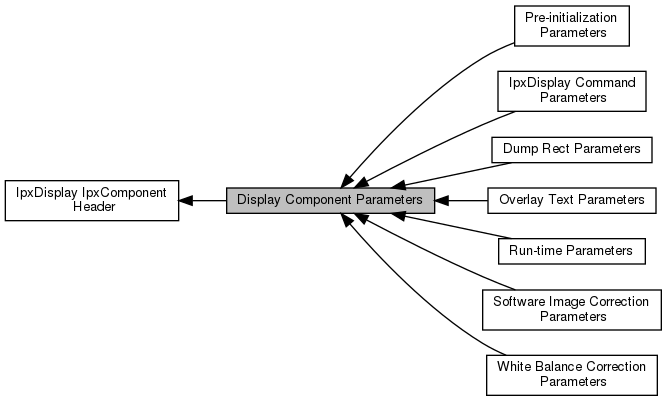 Pre-initialization
Parameters
IpxDisplay Command
Parameters
Dump Rect Parameters
IpxDisplay IpxComponent
Header
Display Component Parameters
Overlay Text Parameters
Run-time Parameters
Software Image Correction
Parameters
White Balance Correction
Parameters